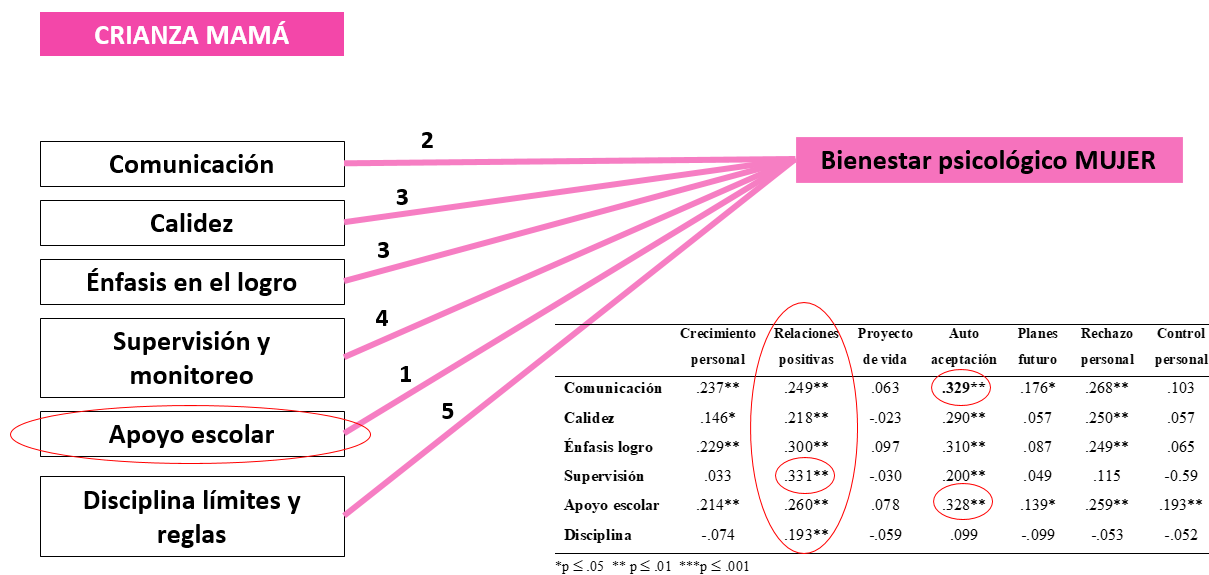 CRIANZA MAMÁ
2
Comunicación
Bienestar psicológico MUJER
3
Calidez
3
Énfasis en el logro
4
Supervisión y
monitoreo
1
Apoyo escolar
5
Disciplina límites y
reglas
Crecimiento personal Relaciones positivas Proyecto de vida Auto aceptación Planes futuro Rechazo personal Control personal
Comunicación .237** .249** .063 .329** .176* .268** .103
Calidez .146* .218** -.023 .290** .057 .250** .057
Énfasis logro .229** .300** .097 .310** .087 .249** .065
Supervisión .033 .331** -.030 .200** .049 .115 -0.59
Apoyo escolar .214** .260** .078 .328** .139* .259** .193**
Disciplina -.074 .193** -.059 .099 -.099 -.053 -.052
*p ≤ .05 ** p ≤ .01 ***p ≤ .001